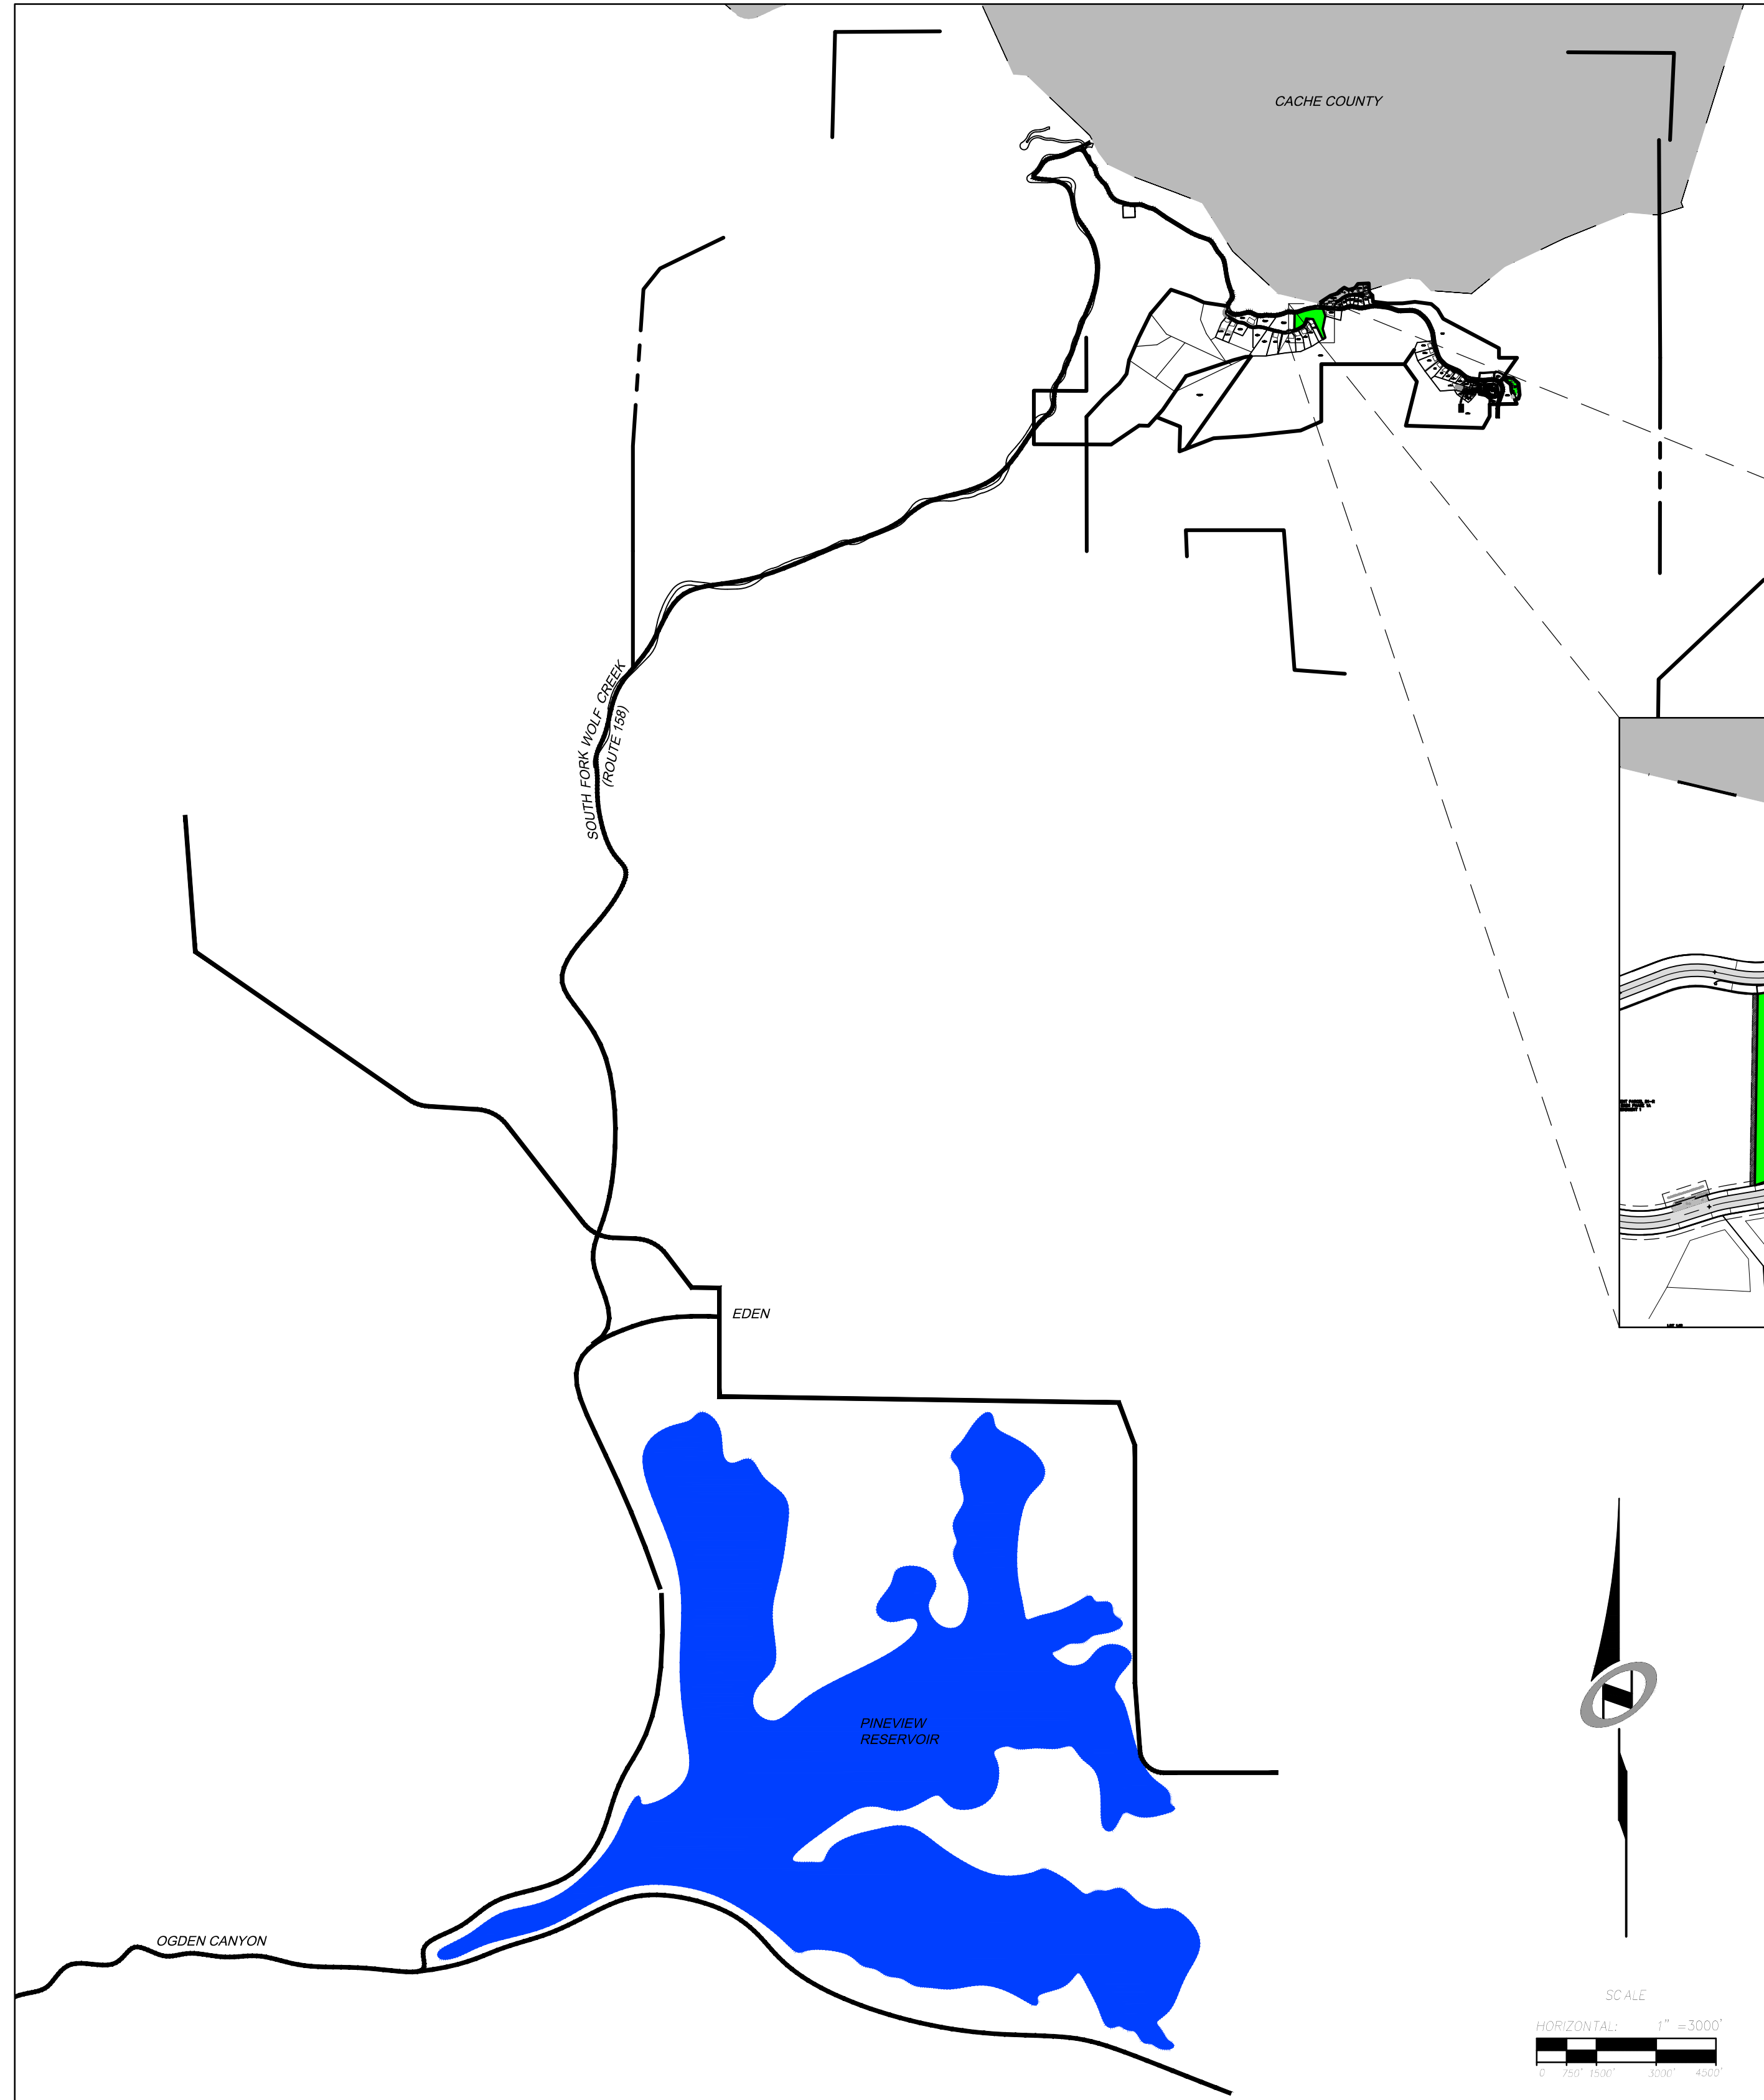 CACHE COUNTY
SOUTH FORK WOLF CREEK
(ROUTE 158)
EDEN
PINEVIEW
RESERVOIR
OGDEN CANYON
SCALE
HORIZONTAL: 1" =3000'
0 750' 1500' 3000' 4500'